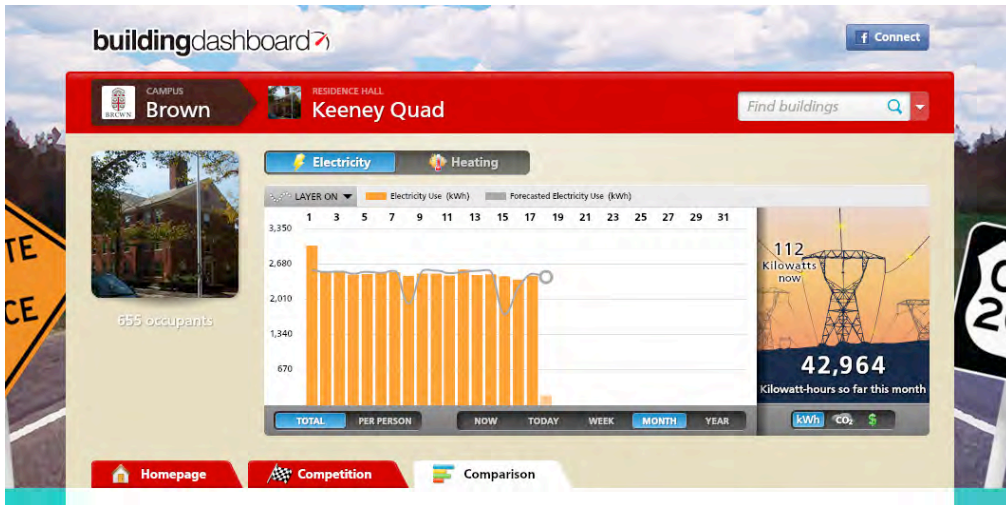 buildingdashboard
f Connect
CAMPUS
Brown
BROWN
RESIDENCE HALL
Keeney Quad
Find buildings
Electricity
Heating
LAYER ON
Electricity Use (kWh)
Forecasted Electricity Use (kWh)
1 3 5 7 9 11 13 15 17 19 21 23 25 27 29 31
3,350
2,680
2,010
1,340
670
112
Kilowatts
now
42,964
Kilowatt-hours so far this month
655 occupants
TOTAL
PER PERSON
NOW
TODAY
WEEK
MONTH
YEAR
kWh
CO₂
$
Homepage
Competition
Comparison
TE
CE
20